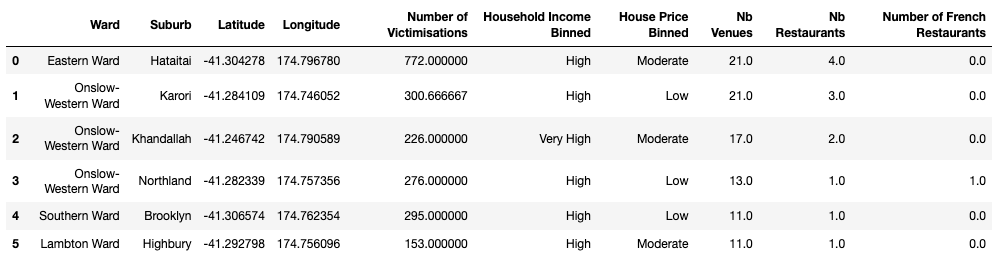 Ward Suburb Latitude Longitude Number of Victimisations Household Income Binned House Price Binned Nb Venues Nb Restaurants Number of French Restaurants
0 Eastern Ward Hataitai -41.304278 174.796780 772.000000 High Moderate 21.0 4.0 0.0
1 Onslow-Western Ward Karori -41.284109 174.746052 300.666667 High Low 21.0 3.0 0.0
2 Onslow-Western Ward Khandallah -41.246742 174.790589 226.000000 Very High Moderate 17.0 2.0 0.0
3 Onslow-Western Ward Northland -41.282339 174.757356 276.000000 High Low 13.0 1.0 1.0
4 Southern Ward Brooklyn -41.306574 174.762354 295.000000 High Low 11.0 1.0 0.0
5 Lambton Ward Highbury -41.292798 174.756096 153.000000 High Moderate 11.0 1.0 0.0